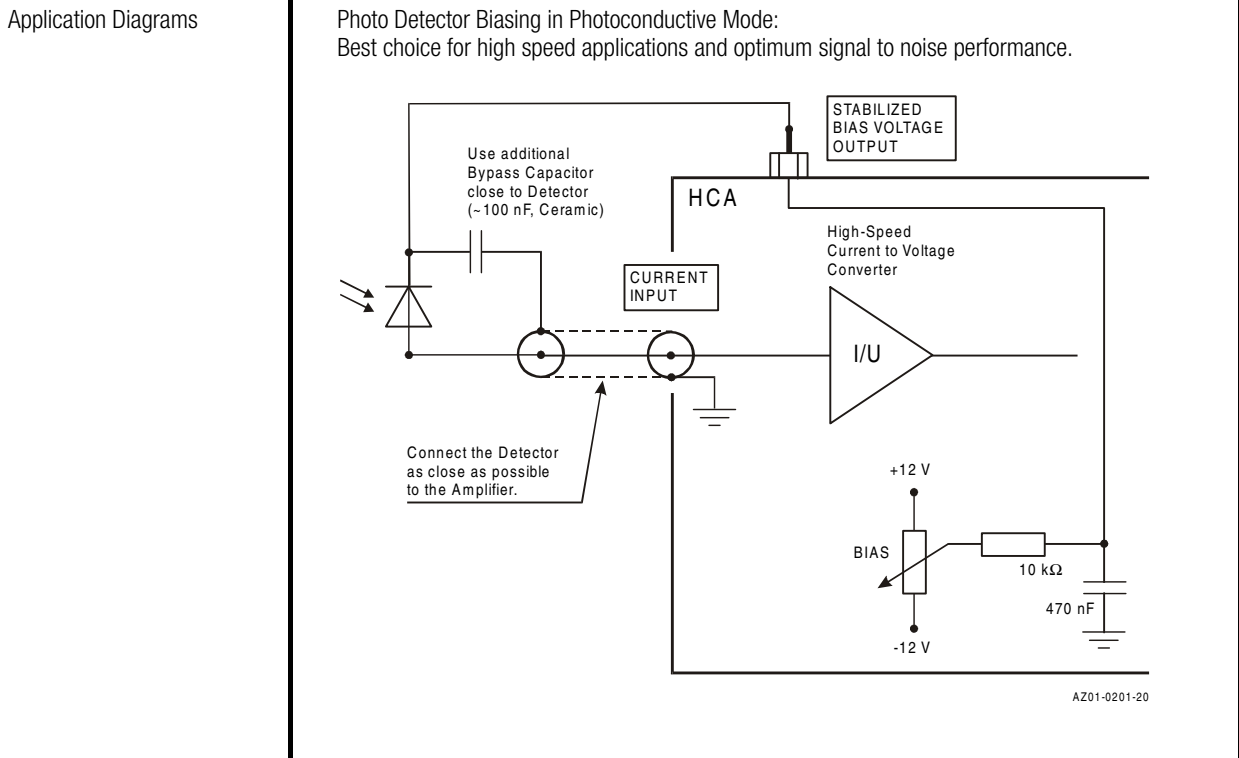 Application Diagrams
Photo Detector Biasing in Photoconductive Mode:
Best choice for high speed applications and optimum signal to noise performance.
STABILIZED
BIAS VOLTAGE
OUTPUT
Use additional
Bypass Capacitor
close to Detector
(~100 nF, Ceramic)
HCA
High-Speed
Current to Voltage
Converter
CURRENT
INPUT
I/U
Connect the Detector
as close as possible
to the Amplifier.
+12 V
BIAS
10 kΩ
470 nF
-12 V
AZ01-0201-20